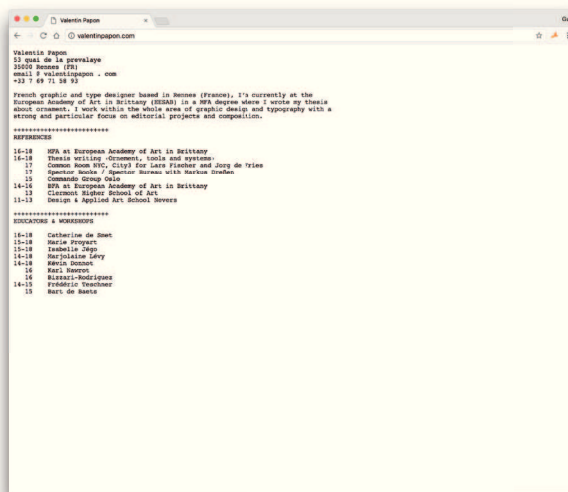 Valentin Papon
Ga
valentinpapon.com
Valentin Papon
53 quai de la prevalaye
35000 Rennes (FR)
email @ valentinpapon . com
+33 7 69 71 58 93
French graphic and type designer based in Rennes (France), I's currently at the
European Academy of Art in Brittany (EESAB) in a MFA degree where I wrote my thesis
about ornament. I work within the whole area of graphic design and typography with a
strong and particular focus on editorial projects and composition.
++++++++++++++++++++++++
REFERENCES
16-18 MFA at European Academy of Art in Brittany
16-18 Thesis writing ‹Ornement, tools and systems›
17 Common Room NYC, City3 for Lars Fischer and Jorg de Vries
17 Spector Books / Spector Bureau with Markus Dreßen
15 Commando Group Oslo
14-16 BFA at European Academy of Art in Brittany
13 Clermont Higher School of Art
11-13 Design & Applied Art School Nevers
++++++++++++++++++++++++
EDUCATORS & WORKSHOPS
16-18 Catherine de Smet
15-18 Marie Proyart
15-18 Isabelle Jégo
14-18 Marjolaine Lévy
14-18 Kévin Donnot
16 Karl Nawrot
16 Bizzari-Rodriguez
14-15 Frédéric Teschner
15 Bart de Baets